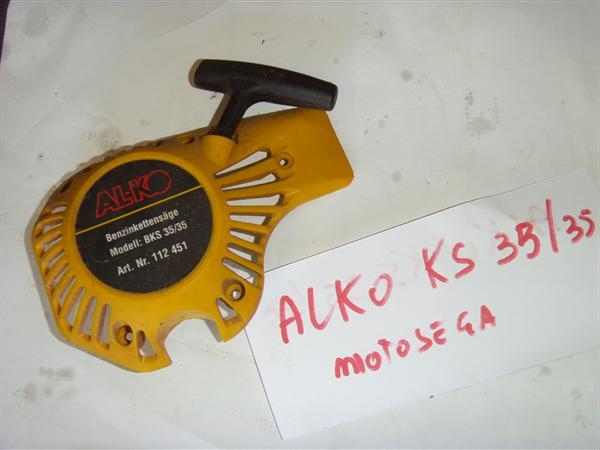 AL-KO
Benzinkettensäge
Modell: BKS 35/35
Art. Nr. 112 451
ALKO KS 35/35
MOTOSEGA